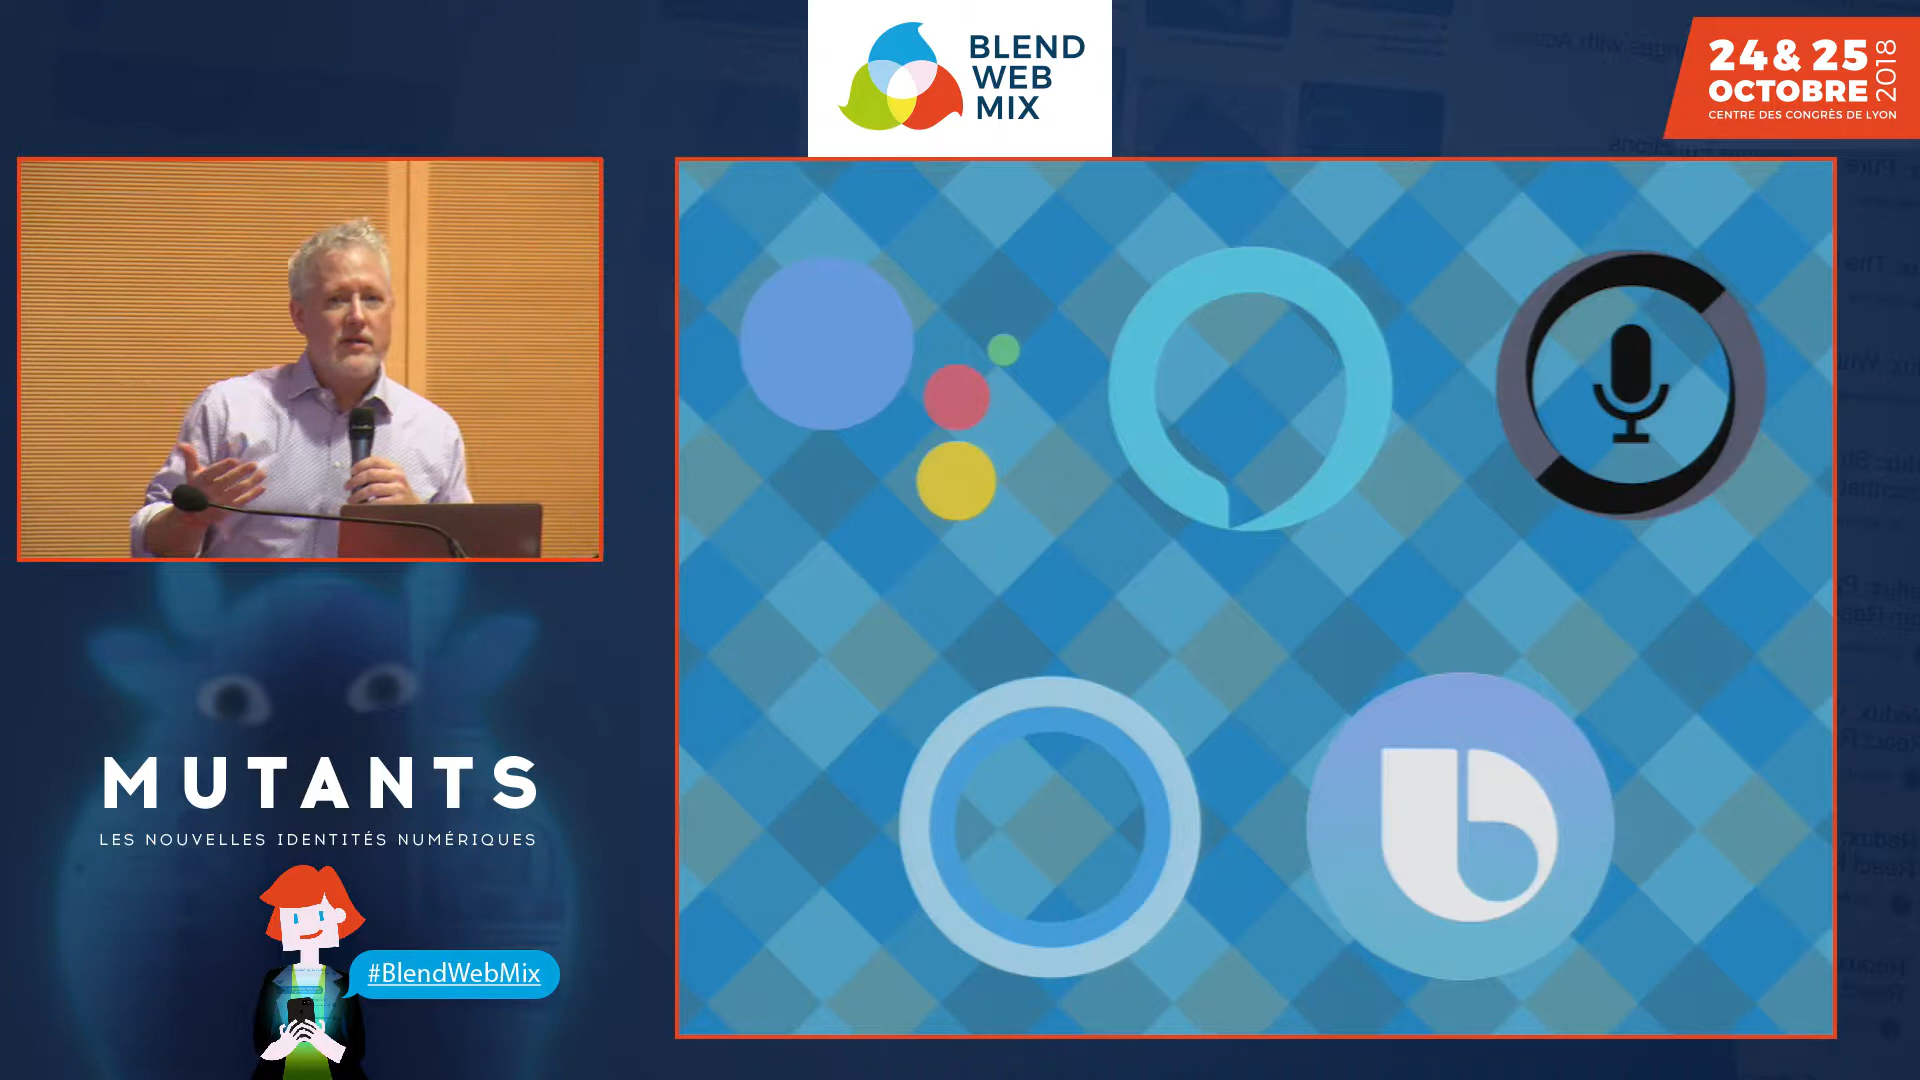 BLEND
WEB
MIX
24 & 25
OCTOBRE
2018
CENTRE DES CONGRÈS DE LYON
MUTANTS
LES NOUVELLES IDENTITÉS NUMÉRIQUES
#BlendWebMix